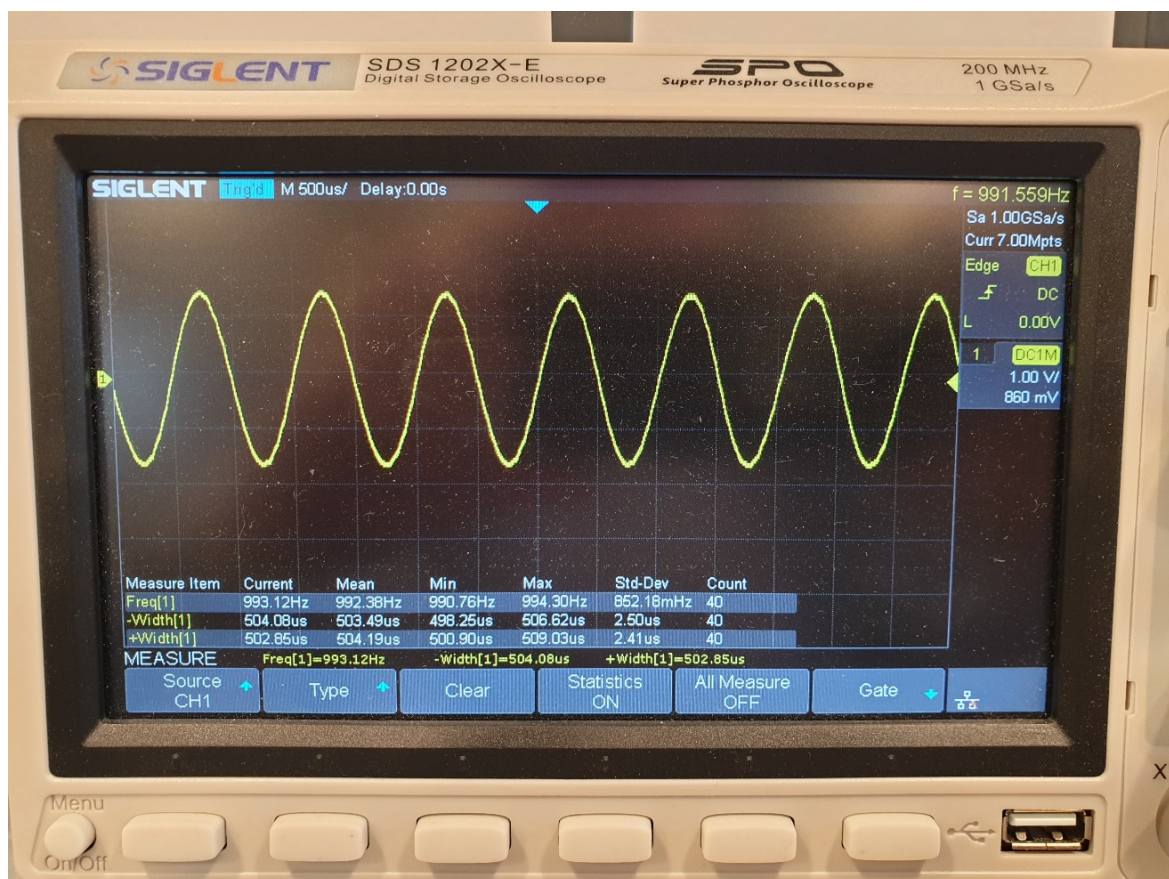 SIGLENT SDS 1202X-E SPO 200 MHz
Digital Storage Oscilloscope Super Phosphor Oscilloscope 1 GSa/s
SIGLENT Trig'd M 500us/ Delay:0.00s f = 991.559Hz
Sa 1.00GSa/s
Curr 7.00Mpts
Edge CH1
DC
L 0.00V
1 DC1M
1.00 V/
860 mV
1
Measure Item Current Mean Min Max Std-Dev Count
Freq[1] 993.12Hz 992.38Hz 990.76Hz 994.30Hz 852.18mHz 40
-Width[1] 504.08us 503.49us 498.25us 506.62us 2.50us 40
+Width[1] 502.85us 504.19us 500.90us 509.03us 2.41us 40
MEASURE Freq[1]=993.12Hz -Width[1]=504.08us +Width[1]=502.85us
Source Type Clear Statistics All Measure Gate
CH1 ON OFF
X
Menu
On/Off